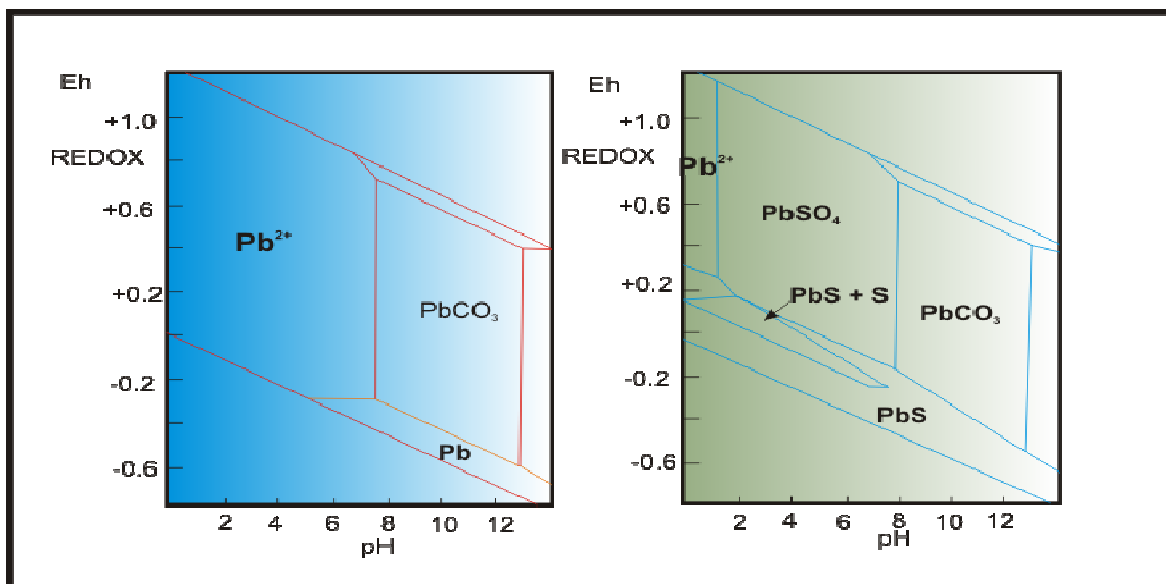 Eh
+1.0
REDOX
+0.6
Pb²⁺
+0.2
PbCO₃
-0.2
Pb
-0.6
2 4 6 8 10 12
pH
Eh
+1.0
REDOX
Pb²⁺
+0.6
PbSO₄
+0.2
PbS + S
PbCO₃
-0.2
PbS
-0.6
2 4 6 8 10 12
pH